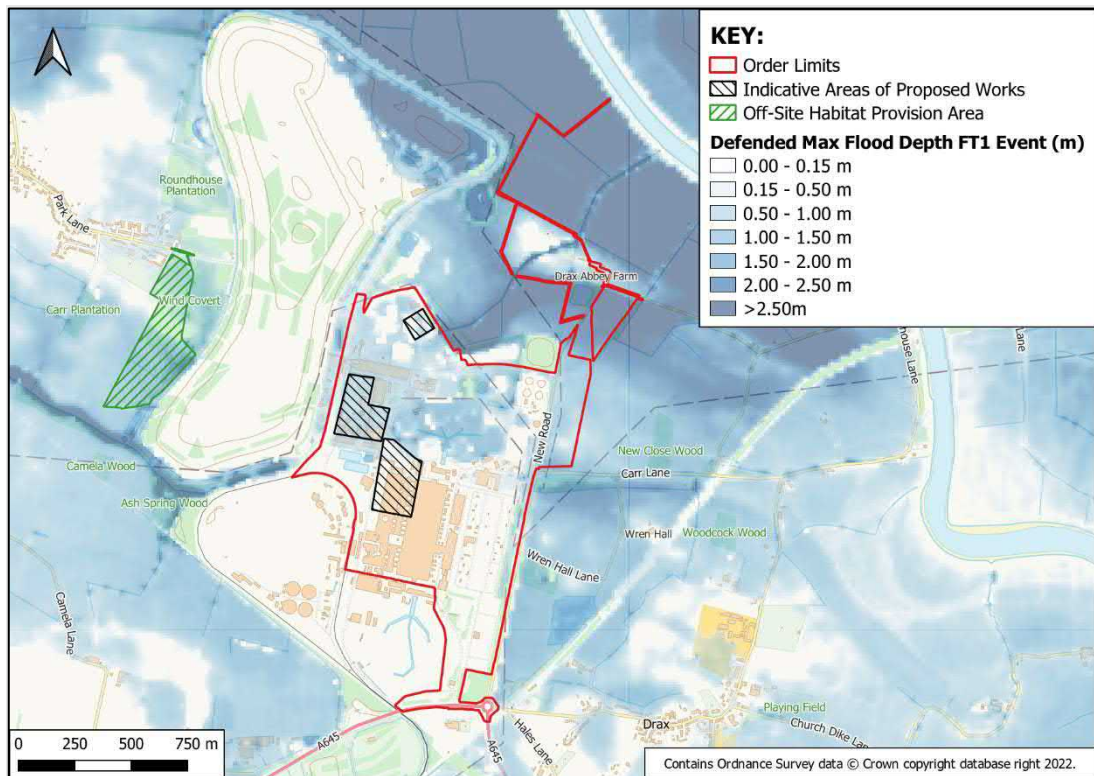 KEY:
Order Limits
Indicative Areas of Proposed Works
Off-Site Habitat Provision Area
Defended Max Flood Depth FT1 Event (m)
0.00 - 0.15 m
0.15 - 0.50 m
0.50 - 1.00 m
1.00 - 1.50 m
1.50 - 2.00 m
2.00 - 2.50 m
>2.50m
Roundhouse
Plantation
Park Lane
Wind Covert
Carr Plantation
Drax Abbey Farm
New Road
New Close Wood
Carr Lane
Camela Wood
Ash Spring Wood
Wren Hall
Woodcock Wood
Wren Hall Lane
Camela Lane
Playing Field
Drax
Hales Lane
A645
A645
Lane
0 250 500 750 m
Contains Ordnance Survey data © Crown copyright database right 2022.